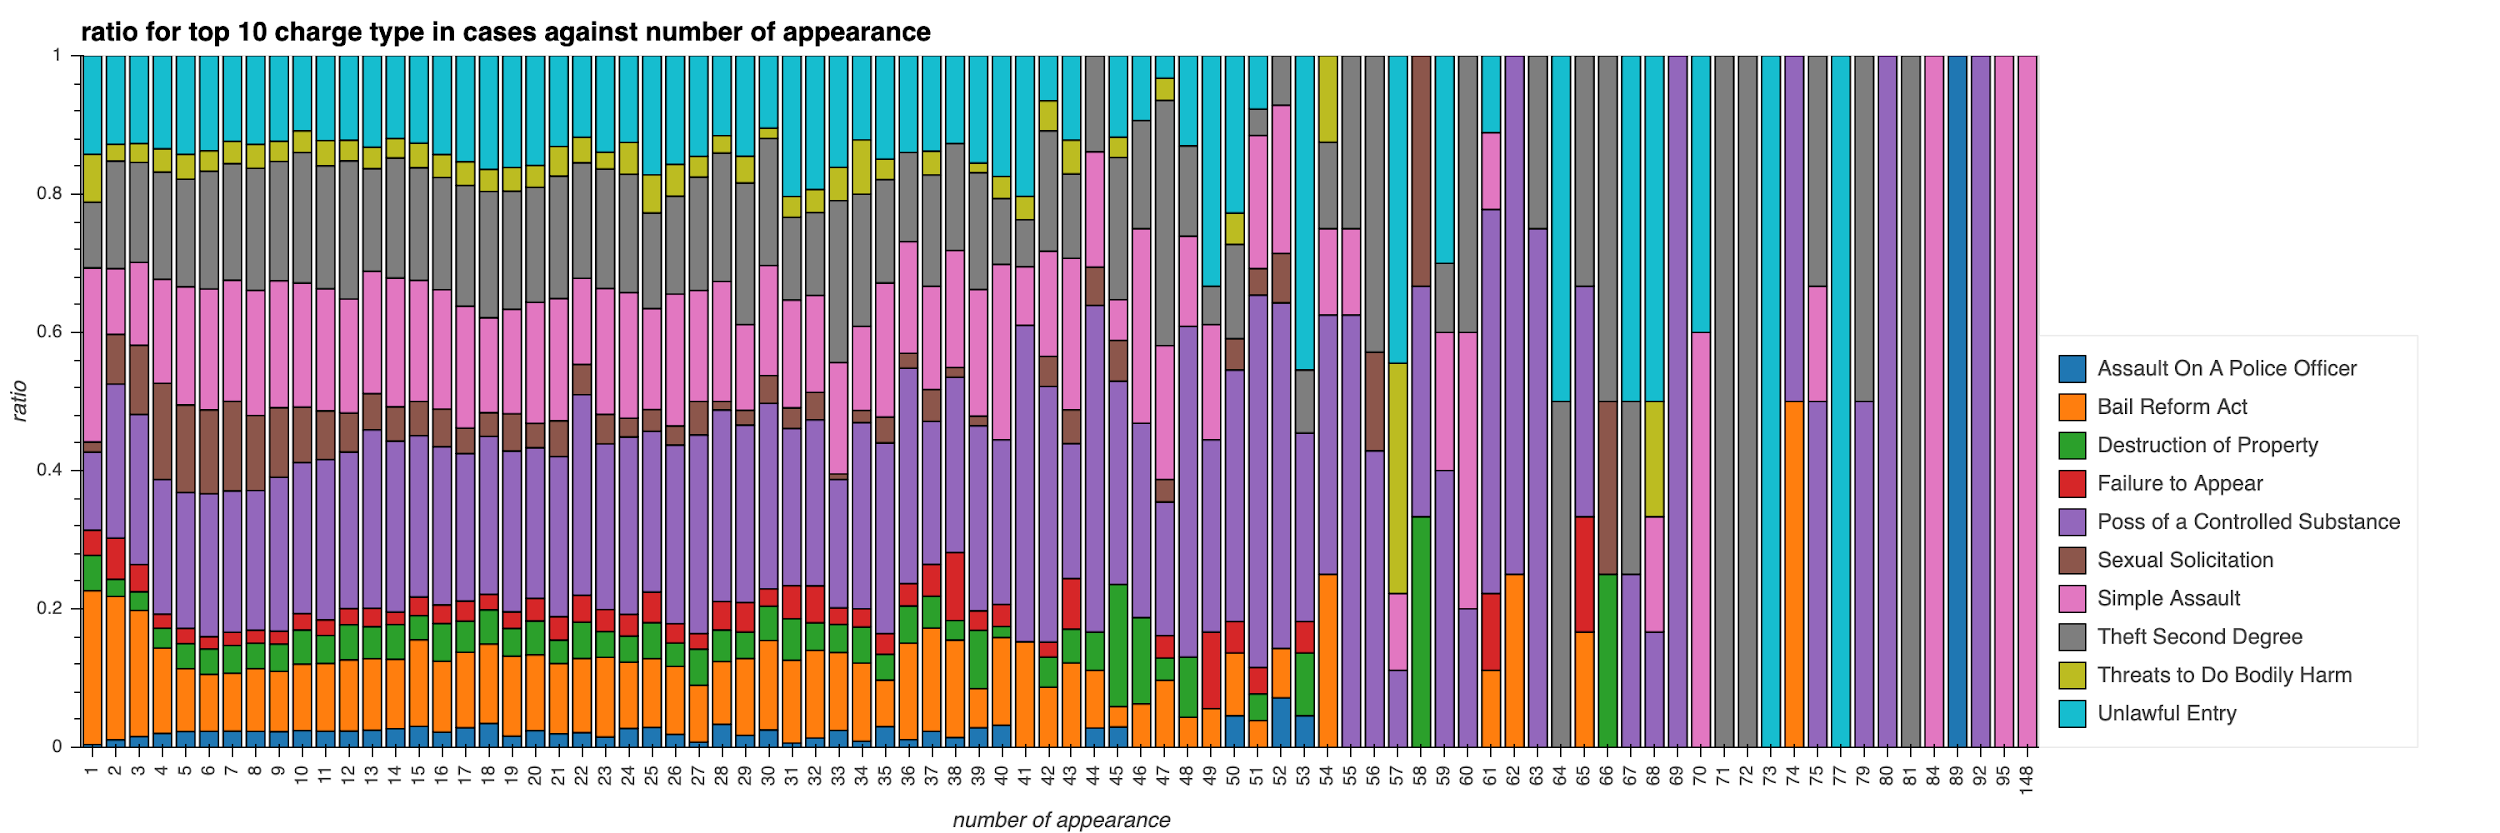 ratio for top 10 charge type in cases against number of appearance
1
0.8
0.6
0.4
0.2
0
ratio
1 2 3 4 5 6 7 8 9 10 11 12 13 14 15 16 17 18 19 20 21 22 23 24 25 26 27 28 29 30 31 32 33 34 35 36 37 38 39 40 41 42 43 44 45 46 47 48 49 50 51 52 53 54 55 56 57 58 59 60 61 62 63 64 65 66 67 68 69 70 71 72 73 74 75 77 79 80 81 84 89 92 95 148
number of appearance
Assault On A Police Officer
Bail Reform Act
Destruction of Property
Failure to Appear
Poss of a Controlled Substance
Sexual Solicitation
Simple Assault
Theft Second Degree
Threats to Do Bodily Harm
Unlawful Entry